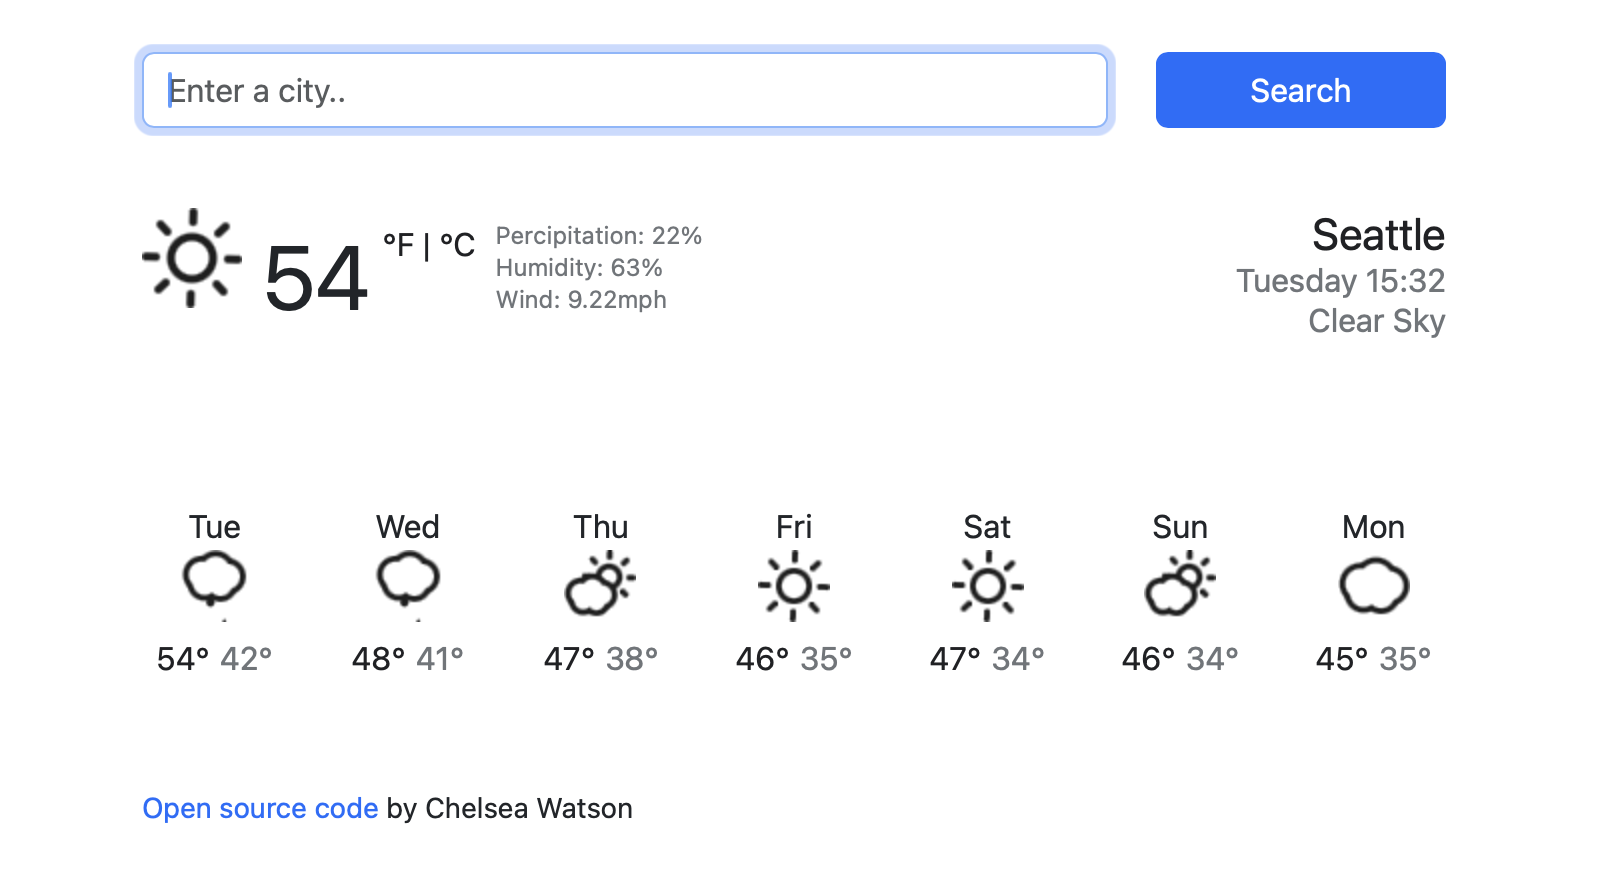 Enter a city..
Search
54 °F | °C
Percipitation: 22%
Humidity: 63%
Wind: 9.22mph
Seattle
Tuesday 15:32
Clear Sky
Tue Wed Thu Fri Sat Sun Mon
54° 42° 48° 41° 47° 38° 46° 35° 47° 34° 46° 34° 45° 35°
Open source code by Chelsea Watson